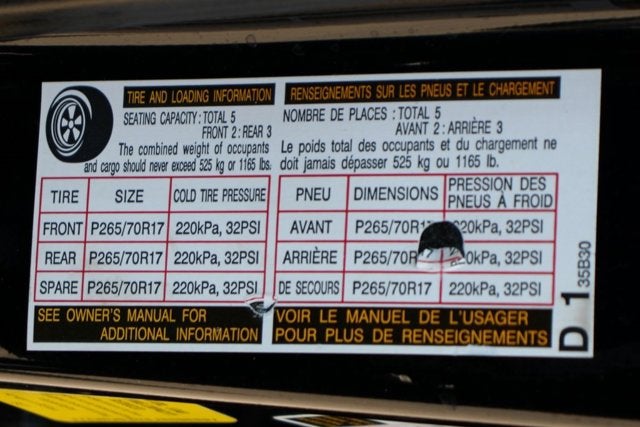 TIRE AND LOADING INFORMATION
SEATING CAPACITY: TOTAL 5
FRONT 2: REAR 3
The combined weight of occupants
and cargo should never exceed 525 kg or 1165 lbs.
TIRE SIZE COLD TIRE PRESSURE
FRONT P265/70R17 220kPa, 32PSI
REAR P265/70R17 220kPa, 32PSI
SPARE P265/70R17 220kPa, 32PSI
SEE OWNER'S MANUAL FOR
ADDITIONAL INFORMATION
RENSEIGNEMENTS SUR LES PNEUS ET LE CHARGEMENT
NOMBRE DE PLACES : TOTAL 5
AVANT 2: ARRIÈRE 3
Le poids total des occupants et du chargement ne
doit jamais dépasser 525 kg ou 1165 lb.
PNEU DIMENSIONS PRESSION DES
PNEUS À FROID
AVANT 32PSI
ARRIÈRE 32PSI
DE SECOURS P265/70R17 220kPa, 32PSI
VOIR LE MANUEL DE L'USAGER
POUR PLUS DE RENSEIGNEMENTS
D 1 35B30